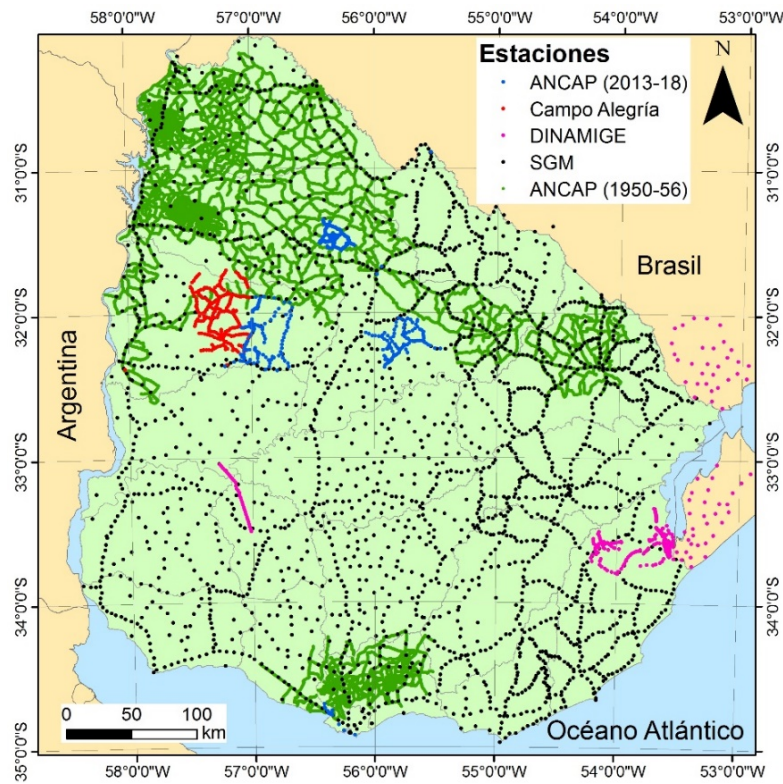 58°0'0"W 57°0'0"W 56°0'0"W 55°0'0"W 54°0'0"W 53°0'0"W
Estaciones
ANCAP (2013-18)
Campo Alegría
DINAMIGE
SGM
ANCAP (1950-56)
N
31°0'0"S
31°0'0"S
Brasil
32°0'0"S
32°0'0"S
Argentina
33°0'0"S
33°0'0"S
34°0'0"S
34°0'0"S
0 50 100
km
Océano Atlántico
35°0'0"S
35°0'0"S
58°0'0"W 57°0'0"W 56°0'0"W 55°0'0"W 54°0'0"W 53°0'0"W